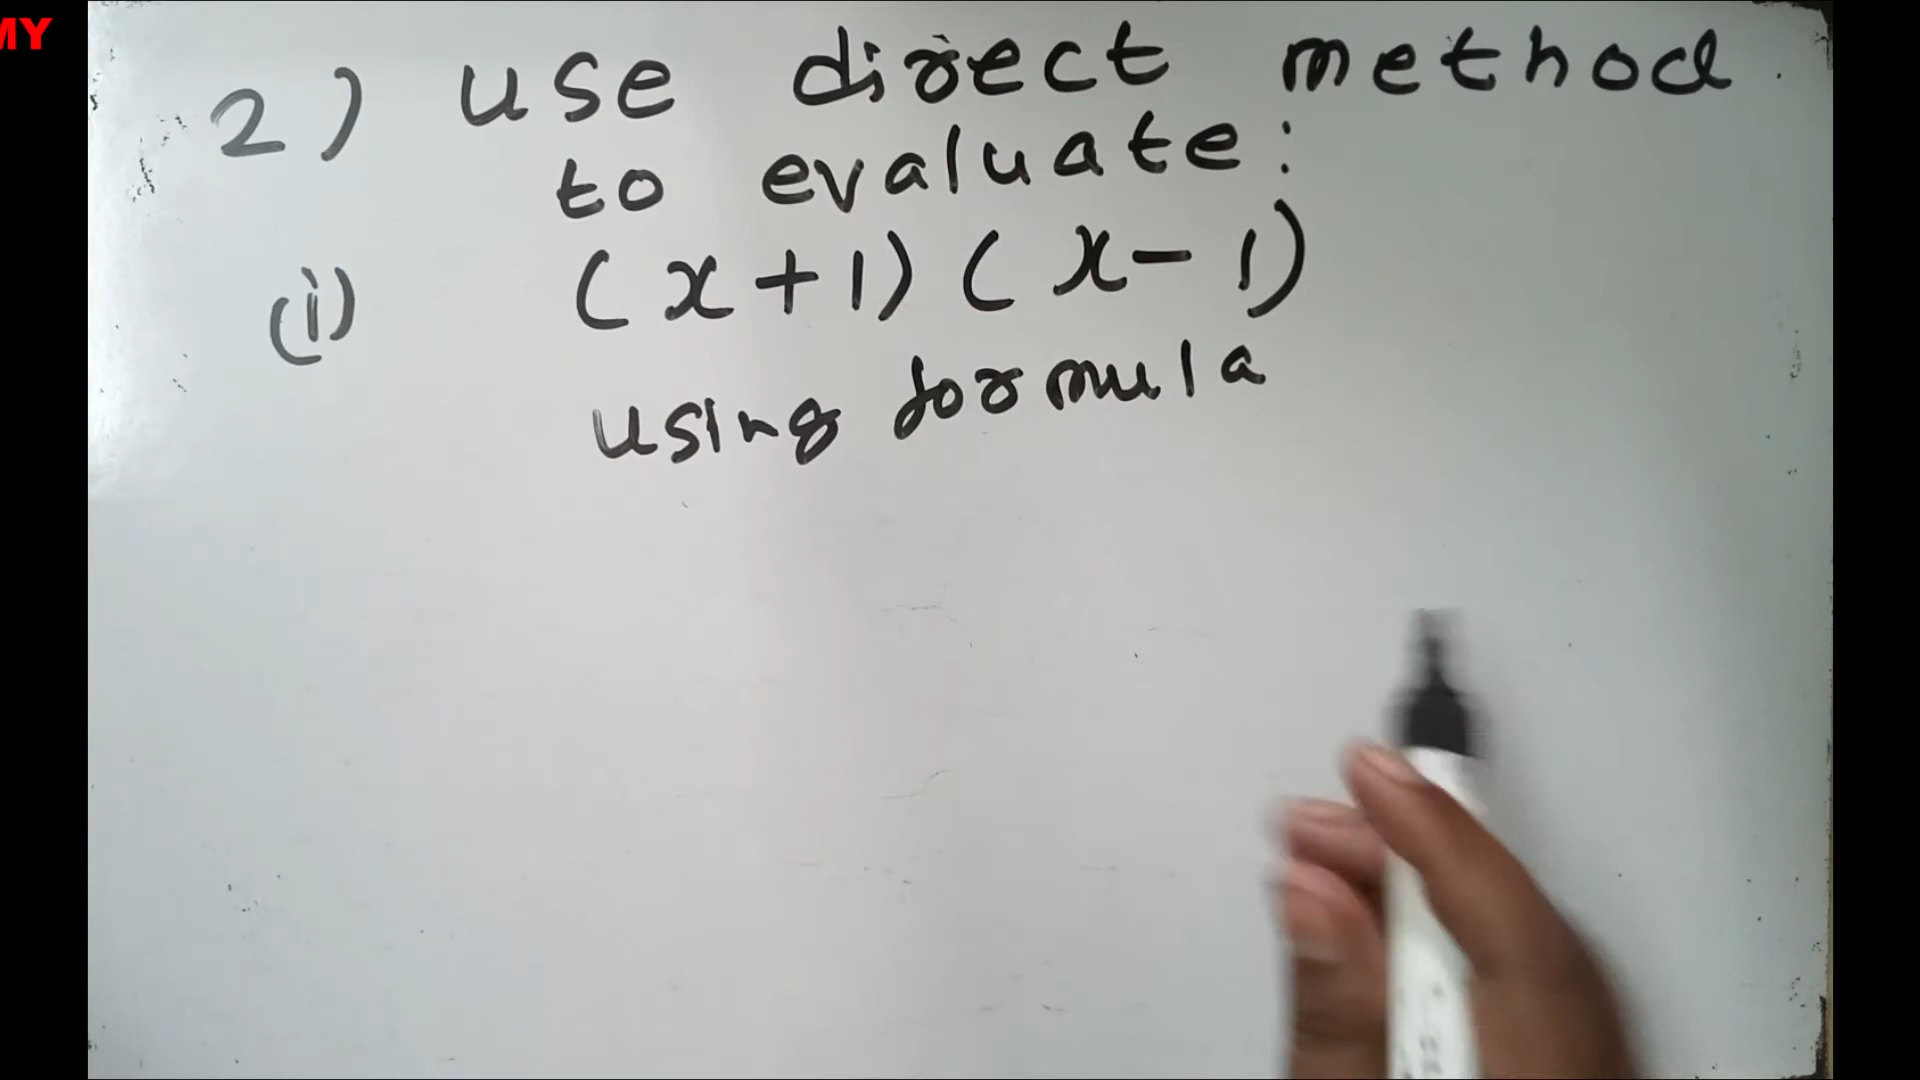 MY
2) use direct method
to evaluate:
(i) (x+1)(x-1)
using formula